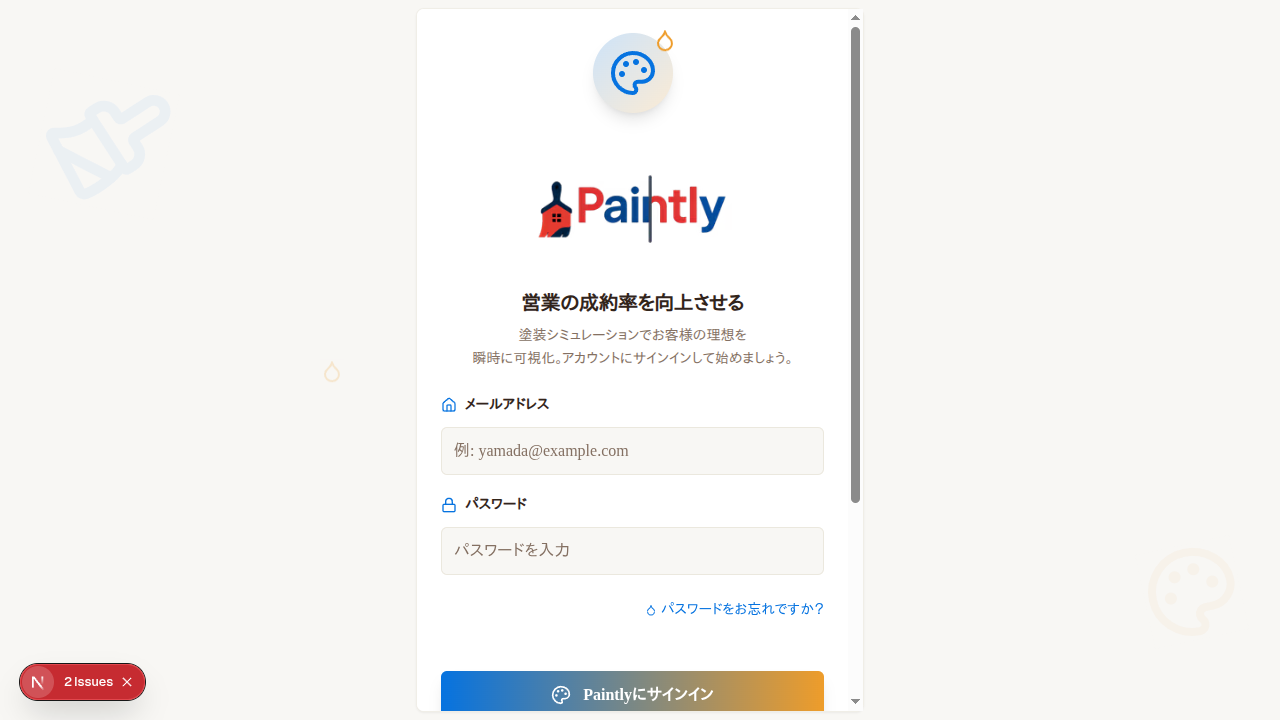 Paintly
営業の成約率を向上させる
塗装シミュレーションでお客様の理想を
瞬時に可視化。アカウントにサインインして始めましょう。
メールアドレス
例: yamada@example.com
パスワード
パスワードを入力
パスワードをお忘れですか？
Paintlyにサインイン
N 2 Issues